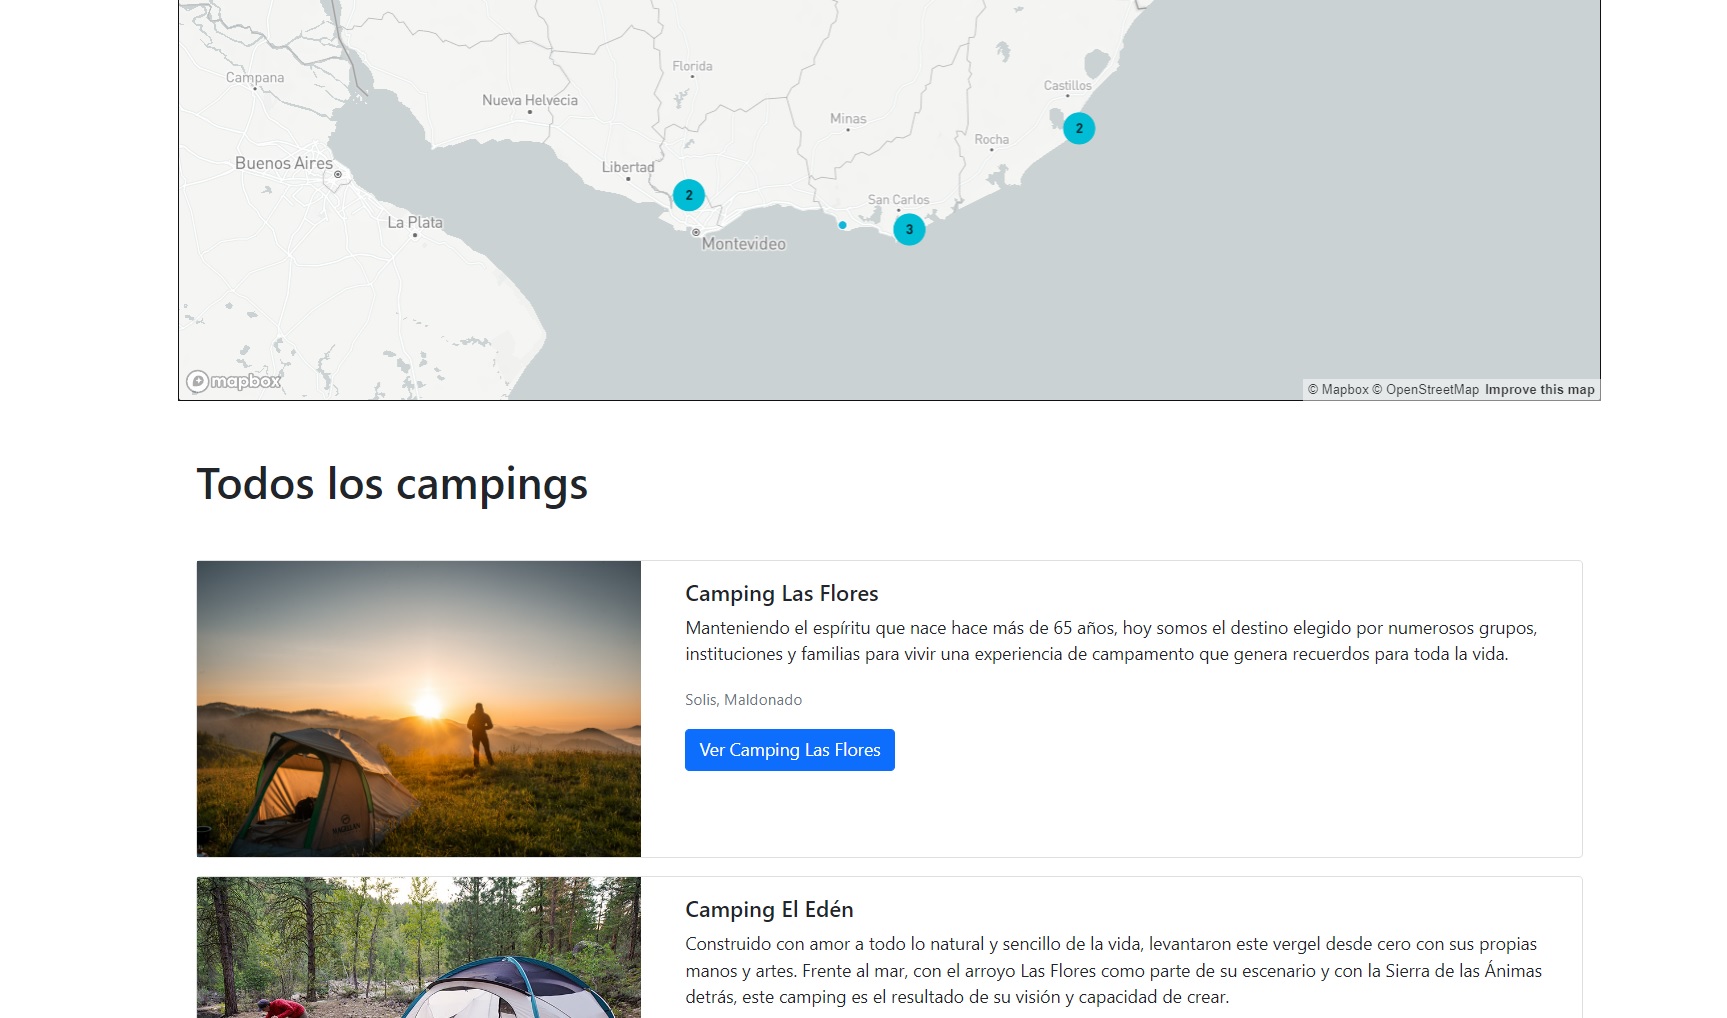 Campana
Florida
Castillos
Nueva Helvecia
2
Minas
Rocha
Buenos Aires
Libertad
2
San Carlos
La Plata
3
Montevideo
mapbox
© Mapbox © OpenStreetMap Improve this map
Todos los campings
Camping Las Flores
Manteniendo el espíritu que nace hace más de 65 años, hoy somos el destino elegido por numerosos grupos,
instituciones y familias para vivir una experiencia de campamento que genera recuerdos para toda la vida.
Solis, Maldonado
Ver Camping Las Flores
Camping El Edén
Construido con amor a todo lo natural y sencillo de la vida, levantaron este vergel desde cero con sus propias
manos y artes. Frente al mar, con el arroyo Las Flores como parte de su escenario y con la Sierra de las Ánimas
detrás, este camping es el resultado de su visión y capacidad de crear.